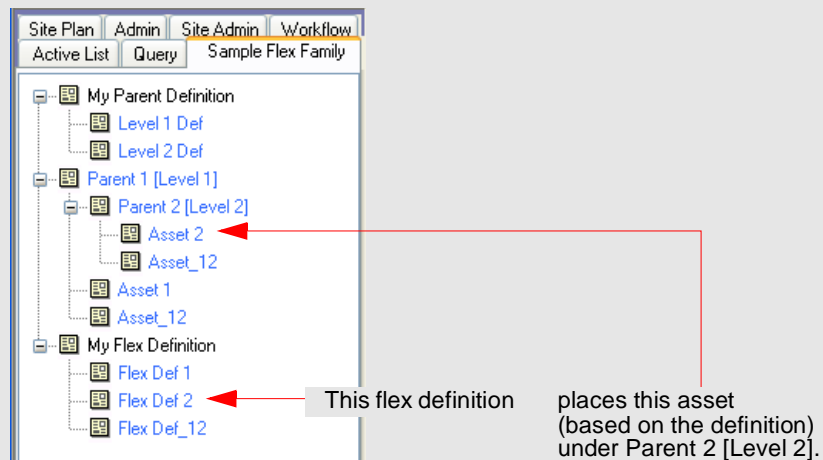 Site Plan Admin Site Admin Workflow
Active List Query Sample Flex Family
My Parent Definition
Level 1 Def
Level 2 Def
Parent 1 [Level 1]
Parent 2 [Level 2]
Asset 2
Asset_12
Asset 1
Asset_12
My Flex Definition
Flex Def 1
Flex Def 2
Flex Def_12
This flex definition
places this asset
(based on the definition)
under Parent 2 [Level 2].